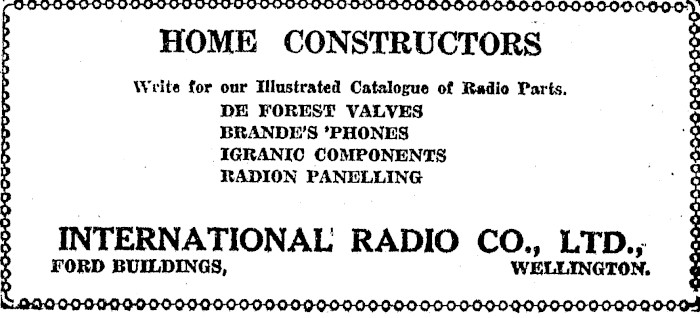 HOME CONSTRUCTORS
Write for our Illustrated Catalogue of Radio Parts.
DE FOREST VALVES
BRANDE'S 'PHONES
IGRANIC COMPONENTS
RADION PANELLING
INTERNATIONAL RADIO CO., LTD.,
FORD BUILDINGS, WELLINGTON.